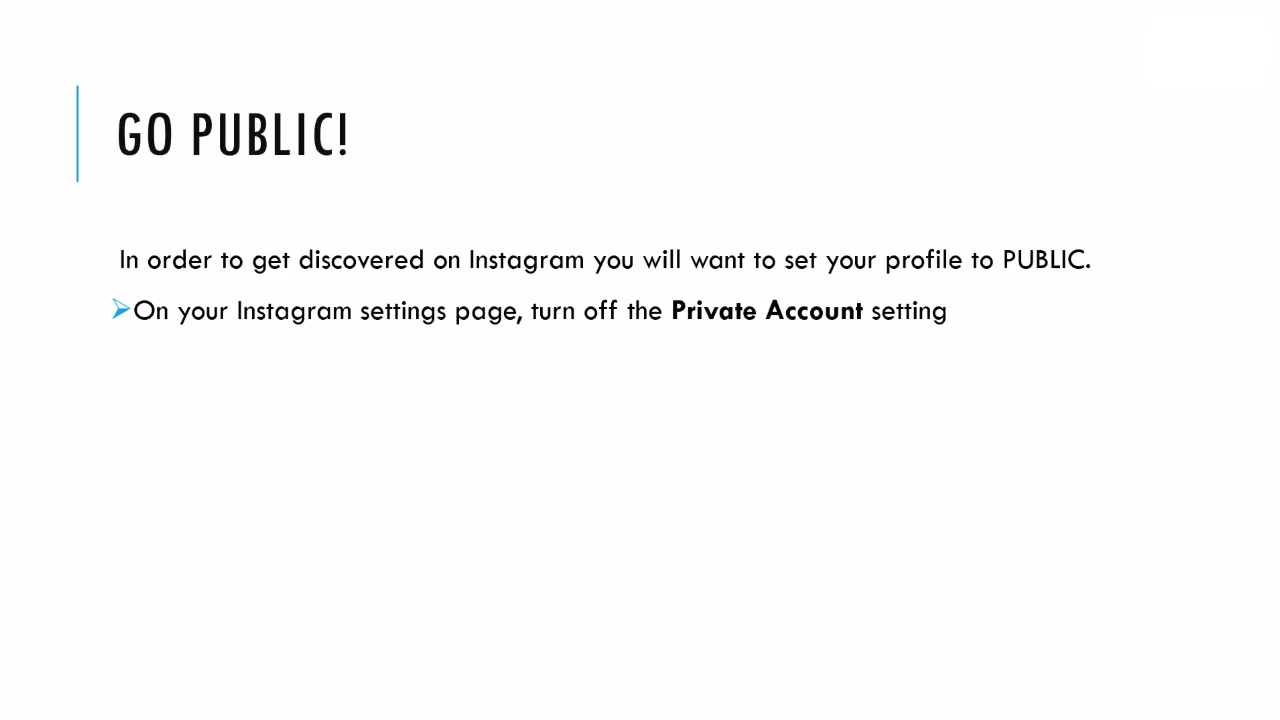 GO PUBLIC!
In order to get discovered on Instagram you will want to set your profile to PUBLIC.
➢On your Instagram settings page, turn off the Private Account setting